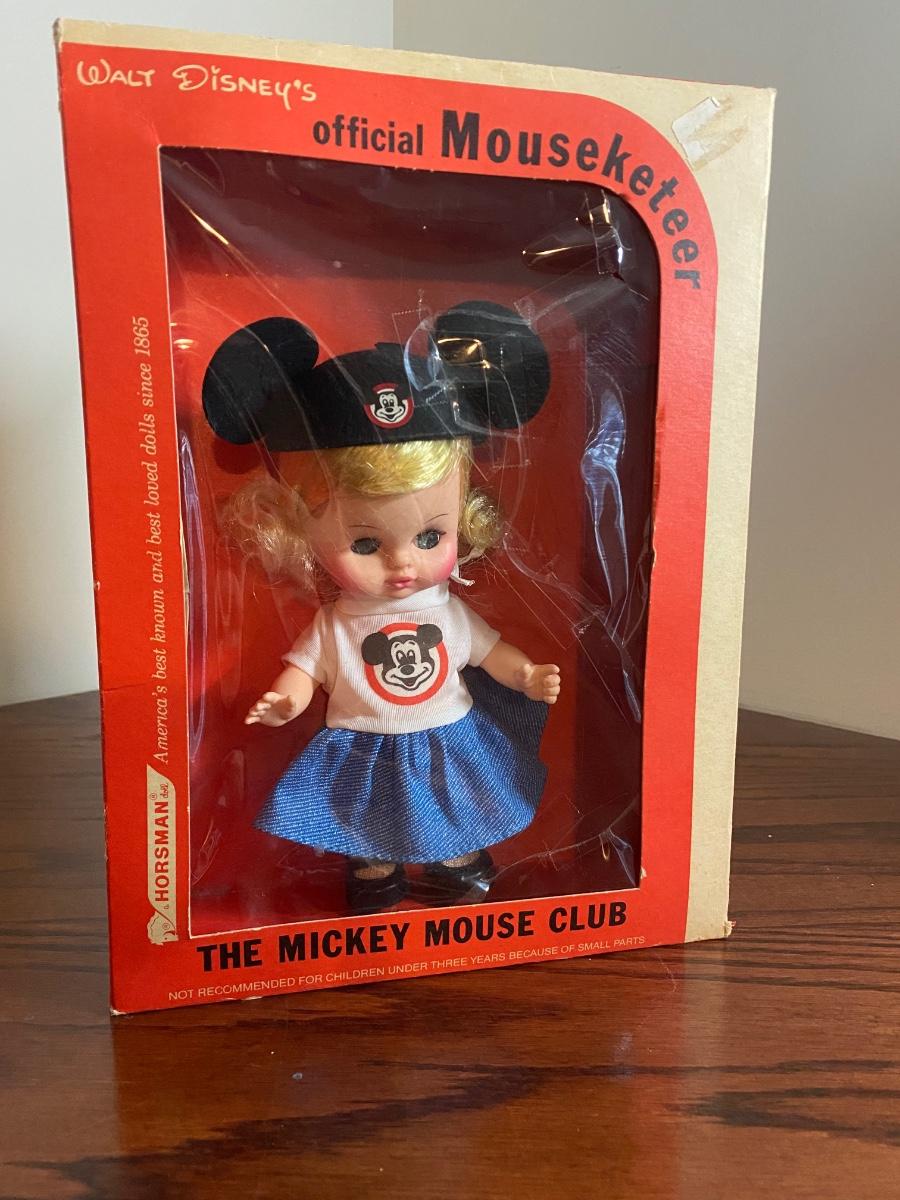 WALT DISNEY'S
official Mouseketeer
America's best known and best loved dolls since 1865
a HORSMAN® doll
THE MICKEY MOUSE CLUB
NOT RECOMMENDED FOR CHILDREN UNDER THREE YEARS BECAUSE OF SMALL PARTS